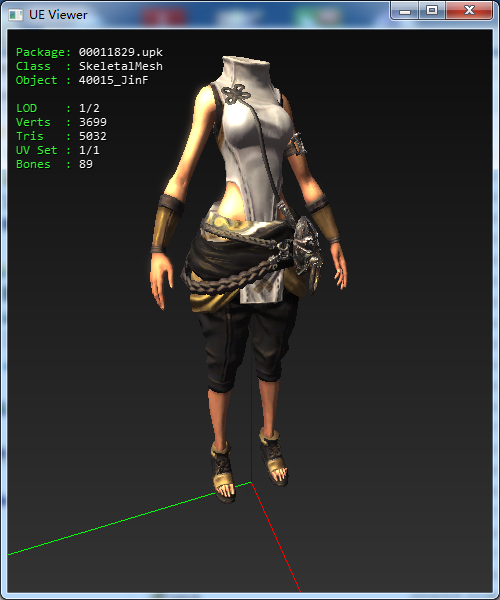 UE Viewer
Package: 00011829.upk
Class : SkeletalMesh
Object : 40015_JinF
LOD : 1/2
Verts : 3699
Tris : 5032
UV Set : 1/1
Bones : 89